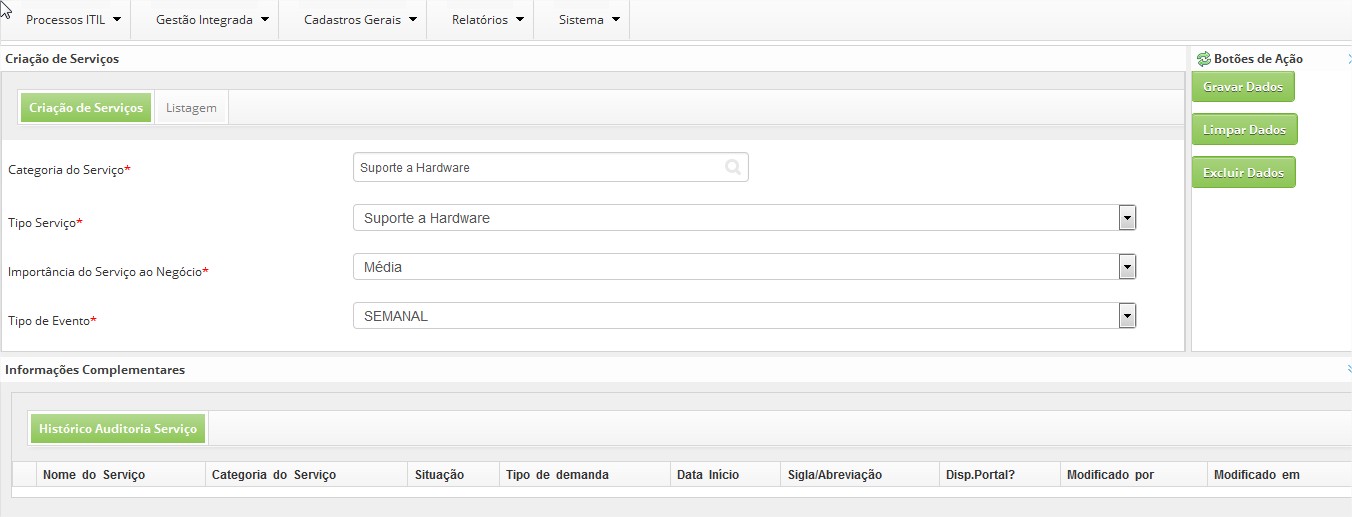 Processos ITIL Gestão Integrada Cadastros Gerais Relatórios Sistema
Criação de Serviços
Botões de Ação
Criação de Serviços Listagem
Gravar Dados
Limpar Dados
Excluir Dados
Categoria do Serviço* Suporte a Hardware
Tipo Serviço* Suporte a Hardware
Importância do Serviço ao Negócio* Média
Tipo de Evento* SEMANAL
Informações Complementares
Histórico Auditoria Serviço
Nome do Serviço Categoria do Serviço Situação Tipo de demanda Data Início Sigla/Abreviação Disp.Portal? Modificado por Modificado em